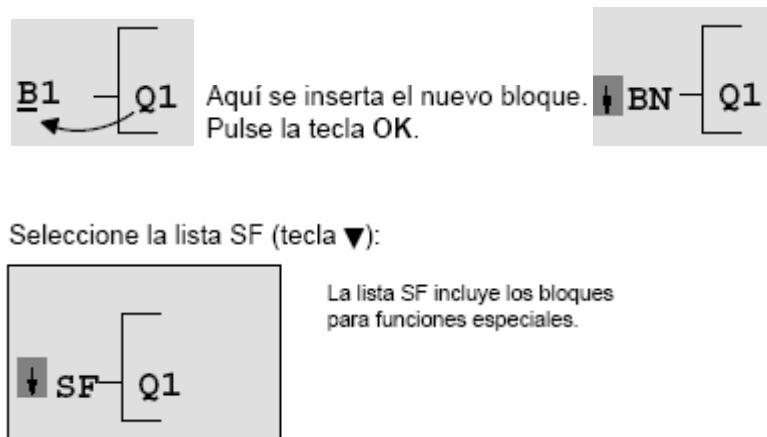 B1
Q1
Aquí se inserta el nuevo bloque.
Pulse la tecla OK.
BN
Q1
Seleccione la lista SF (tecla ▼):
La lista SF incluye los bloques
para funciones especiales.
SF
Q1